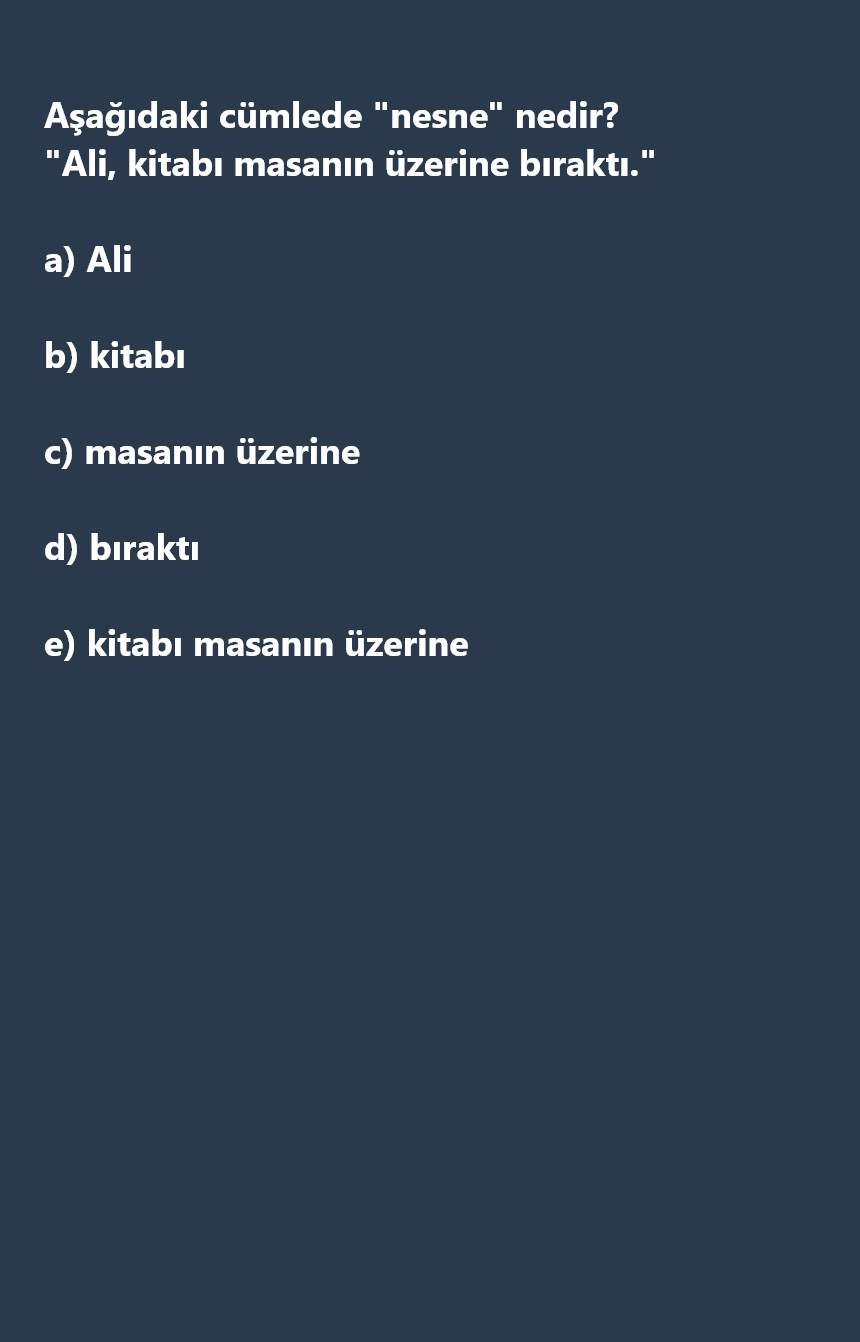 Aşağıdaki cümlede "nesne" nedir?
"Ali, kitabı masanın üzerine bıraktı."
a) Ali
b) kitabı
c) masanın üzerine
d) bıraktı
e) kitabı masanın üzerine